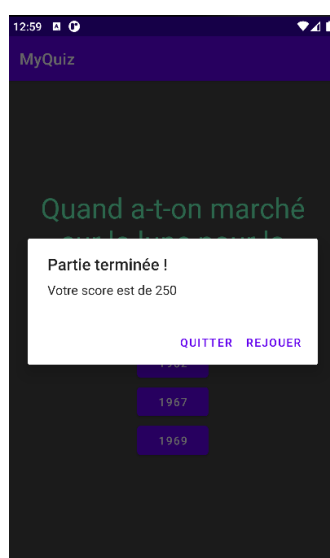 12:59
MyQuiz
Quand a-t-on marché
Partie terminée !
Votre score est de 250
QUITTER REJOUER
1967
1969